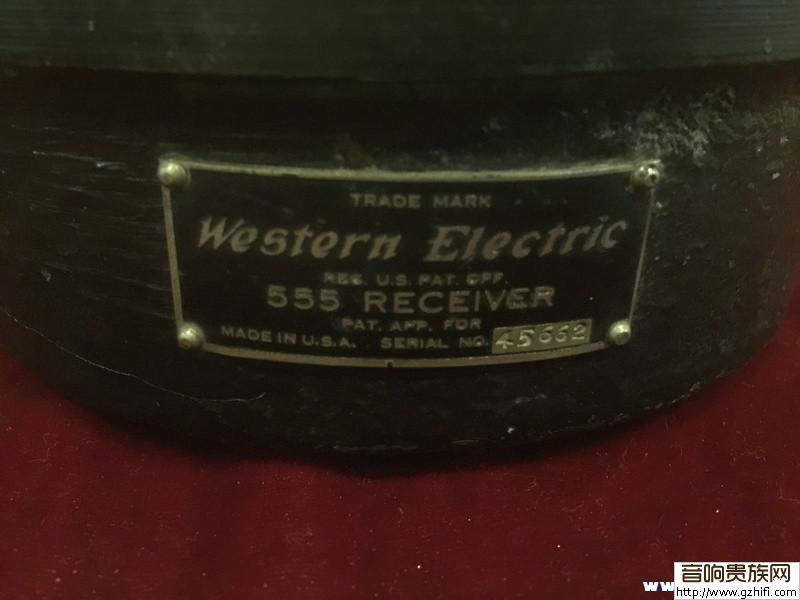 TRADE MARK
Western Electric
REG. U.S. PAT. OFF.
555 RECEIVER
PAT. APP. FOR
MADE IN U.S.A. SERIAL NO. 45662
音响贵族网
http://www.gzhifi.com